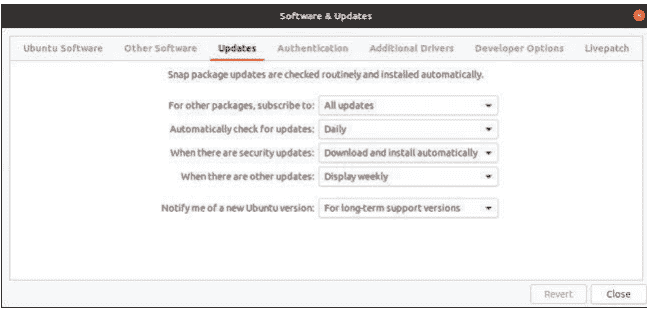 Software & Updates
Ubuntu Software Other Software Updates Authentication Additional Drivers Developer Options Livepatch
Snap package updates are checked routinely and installed automatically.
For other packages, subscribe to: All updates
Automatically check for updates: Daily
When there are security updates: Download and install automatically
When there are other updates: Display weekly
Notify me of a new Ubuntu version: For long-term support versions
Revert Close